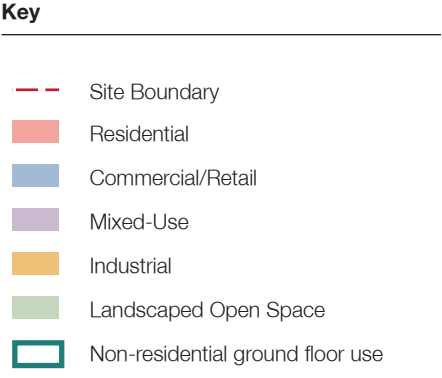 Key
Site Boundary
Residential
Commercial/Retail
Mixed-Use
Industrial
Landscaped Open Space
Non-residential ground floor use